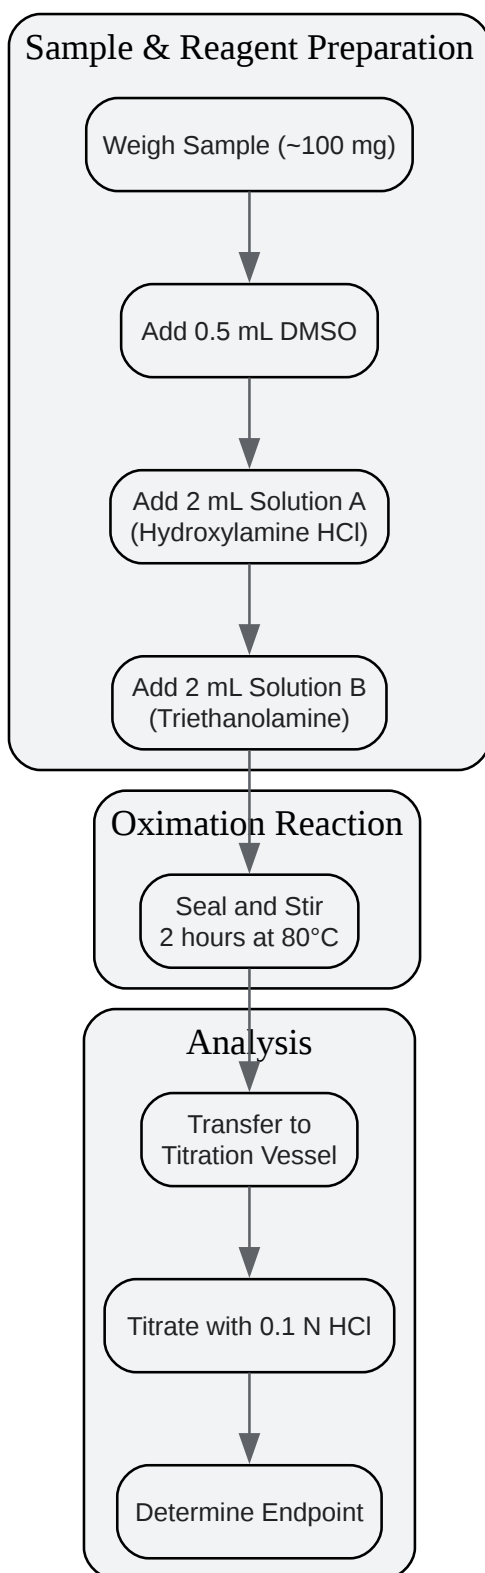 Sample & Reagent Preparation
Weigh Sample (~100 mg)
Add 0.5 mL DMSO
Add 2 mL Solution A
(Hydroxylamine HCl)
Add 2 mL Solution B
(Triethanolamine)
Oximation Reaction
Seal and Stir
2 hours at 80°C
Analysis
Transfer to
Titration Vessel
Titrate with 0.1 N HCl
Determine Endpoint